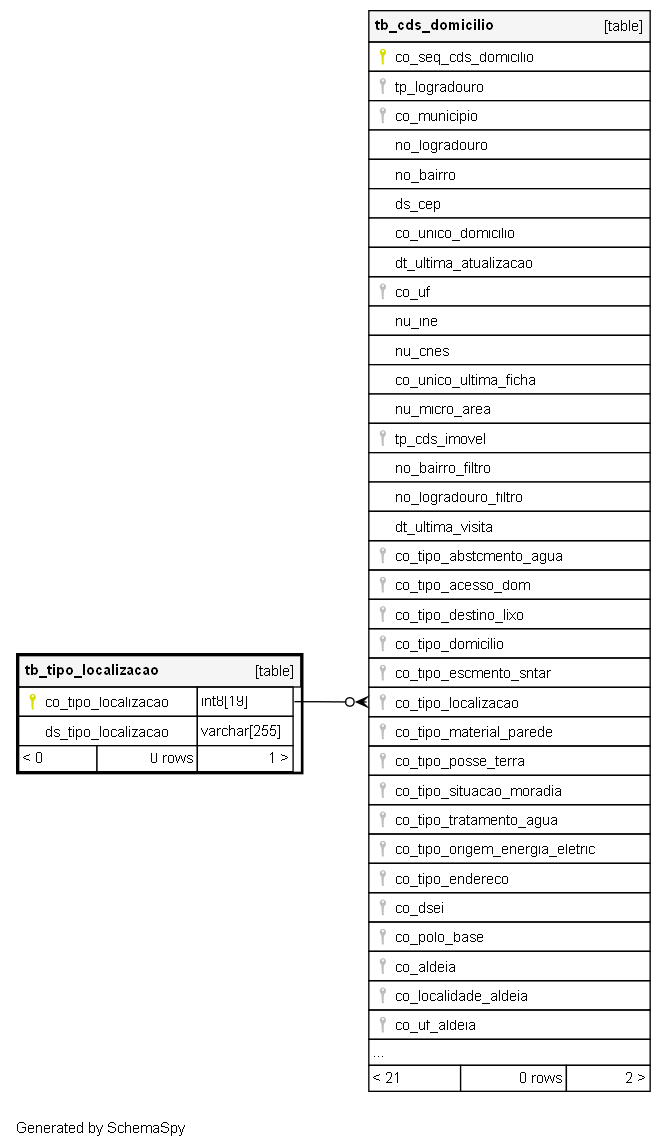 tb_cds_domicilio [table]
co_seq_cds_domicilio
tp_logradouro
co_municipio
no_logradouro
no_bairro
ds_cep
co_unico_domicilio
dt_ultima_atualizacao
co_uf
nu_ine
nu_cnes
co_unico_ultima_ficha
nu_micro_area
tp_cds_imovel
no_bairro_filtro
no_logradouro_filtro
dt_ultima_visita
co_tipo_abstcmento_agua
co_tipo_acesso_dom
co_tipo_destino_lixo
co_tipo_domicilio
co_tipo_escmento_sntar
co_tipo_localizacao
co_tipo_material_parede
co_tipo_posse_terra
co_tipo_situacao_moradia
co_tipo_tratamento_agua
co_tipo_origem_energia_eletric
co_tipo_endereco
co_dsei
co_polo_base
co_aldeia
co_localidade_aldeia
co_uf_aldeia
...
< 21 0 rows 2 >
tb_tipo_localizacao [table]
co_tipo_localizacao int8[19]
ds_tipo_localizacao varchar[255]
< 0 0 rows 1 >
Generated by SchemaSpy